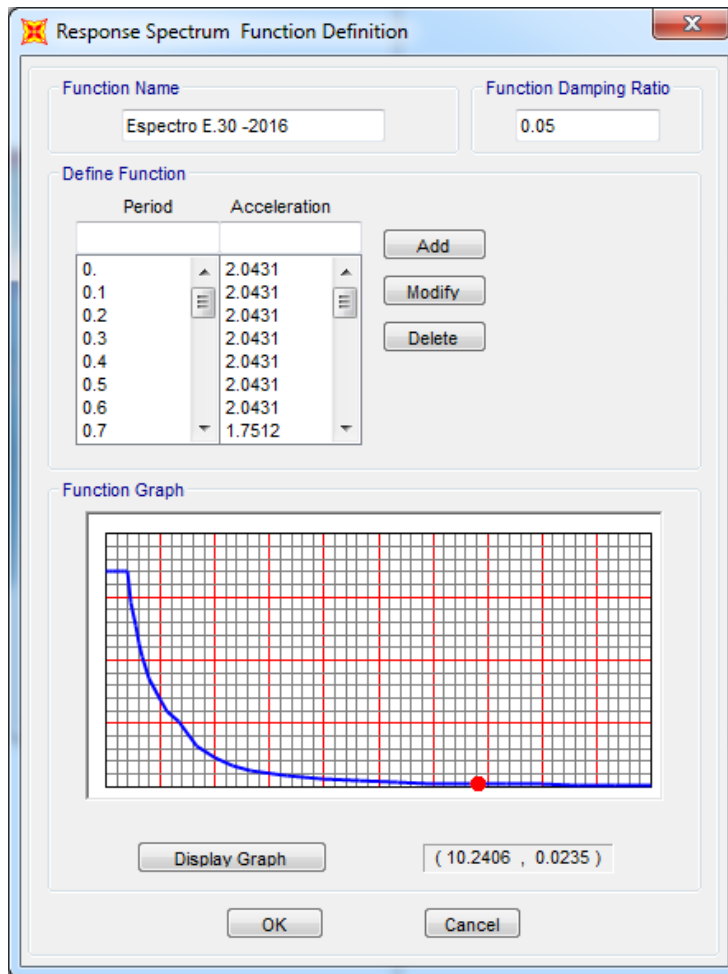 Response Spectrum Function Definition
Function Name
Function Damping Ratio
Espectro E.30 -2016
0.05
Define Function
Period Acceleration
Add
0. 2.0431
0.1 2.0431
Modify
0.2 2.0431
0.3 2.0431
Delete
0.4 2.0431
0.5 2.0431
0.6 2.0431
0.7 1.7512
Function Graph
Display Graph
( 10.2406 , 0.0235 )
OK
Cancel